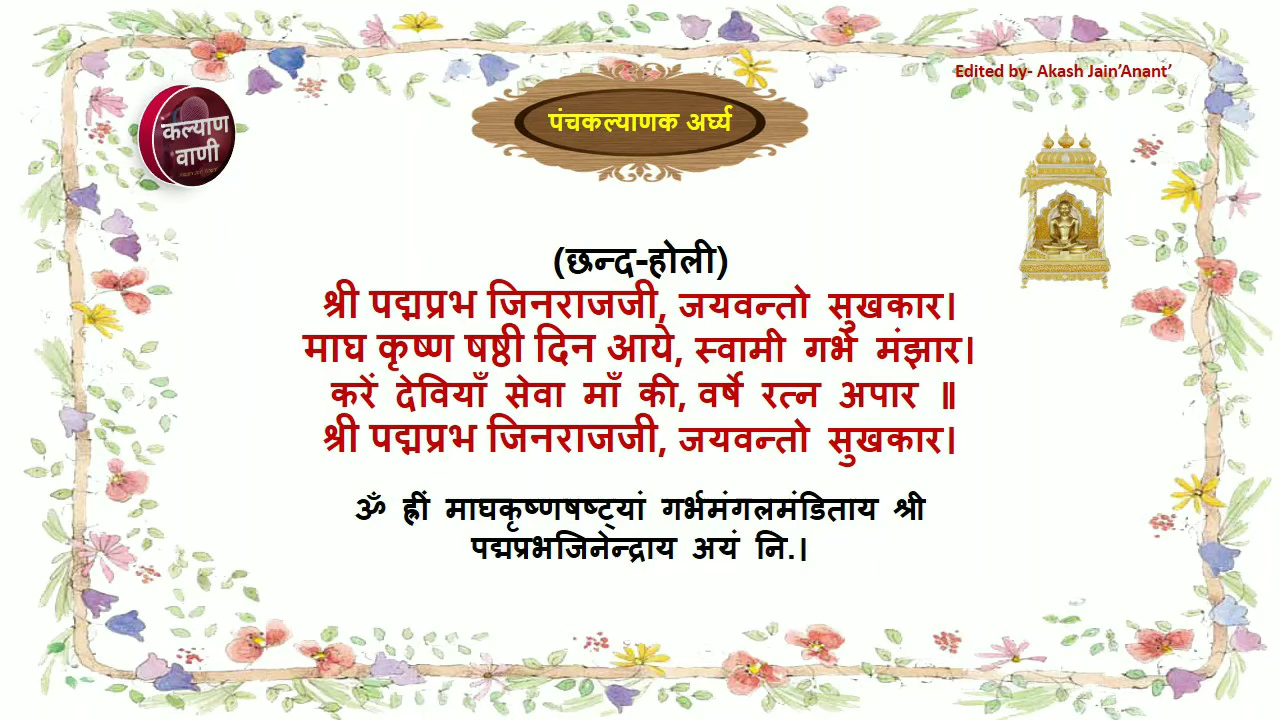 Edited by- Akash Jain’Anant’
कल्याण
वाणी
पंचकल्याणक अर्घ्य
(छन्द-होली)
श्री पद्मप्रभ जिनराजजी, जयवन्तो सुखकार।
माघ कृष्ण षष्ठी दिन आये, स्वामी गर्भ मंझार।
करें देवियाँ सेवा माँ की, वर्षे रत्न अपार ॥
श्री पद्मप्रभ जिनराजजी, जयवन्तो सुखकार।
ॐ ह्रीं माघकृष्णषष्ट्यां गर्भमंगलमंडिताय श्री
पद्मप्रभजिनेन्द्राय अयं नि.।